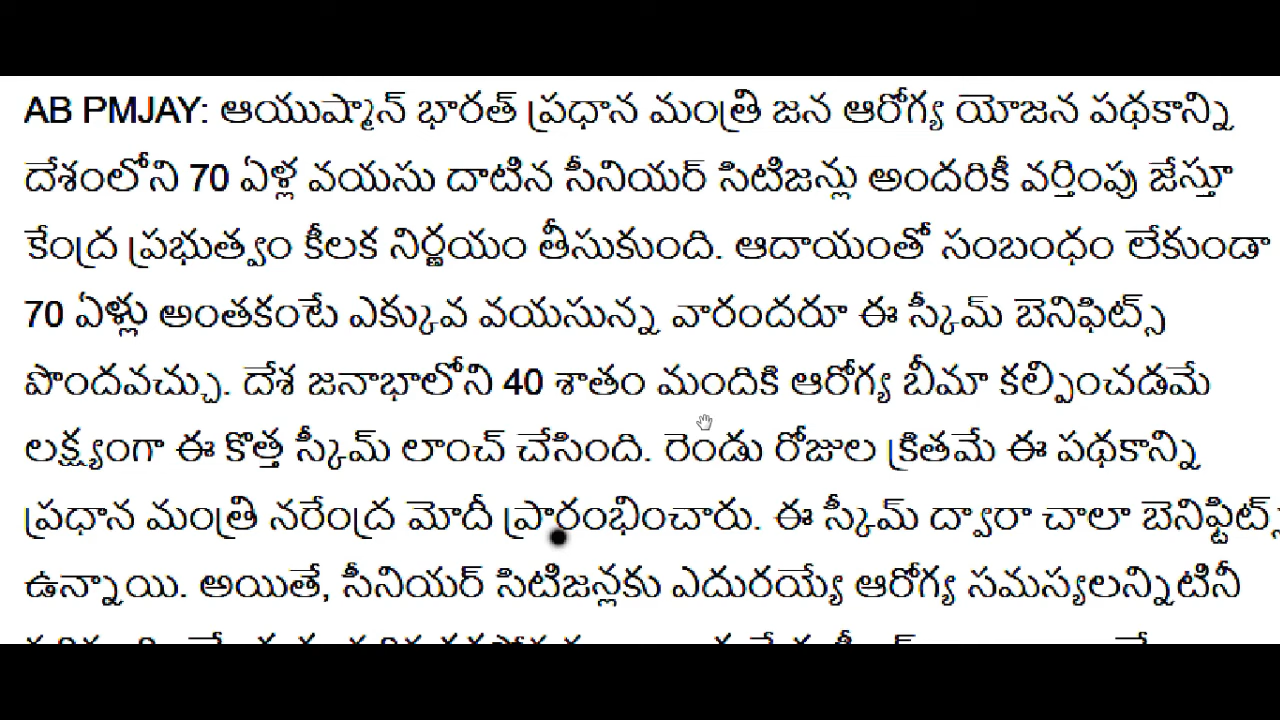 AB PMJAY: ఆయుష్మాన్ భారత్ ప్రధాన మంత్రి జన ఆరోగ్య యోజన పథకాన్ని
దేశంలోని 70 ఏళ్ల వయసు దాటిన సీనియర్ సిటిజన్లు అందరికీ వర్తింపు జేస్తూ
కేంద్ర ప్రభుత్వం కీలక నిర్ణయం తీసుకుంది. ఆదాయంతో సంబంధం లేకుండా
70 ఏళ్లు అంతకంటే ఎక్కువ వయసున్న వారందరూ ఈ స్కీమ్ బెనిఫిట్స్
పొందవచ్చు. దేశ జనాభాలోని 40 శాతం మందికి ఆరోగ్య బీమా కల్పించడమే
లక్ష్యంగా ఈ కొత్త స్కీమ్ లాంచ్ చేసింది. రెండు రోజుల క్రితమే ఈ పథకాన్ని
ప్రధాన మంత్రి నరేంద్ర మోదీ ప్రారంభించారు. ఈ స్కీమ్ ద్వారా చాలా బెనిఫ్టిట్స్
ఉన్నాయి. అయితే, సీనియర్ సిటిజన్లకు ఎదురయ్యే ఆరోగ్య సమస్యలన్నిటినీ